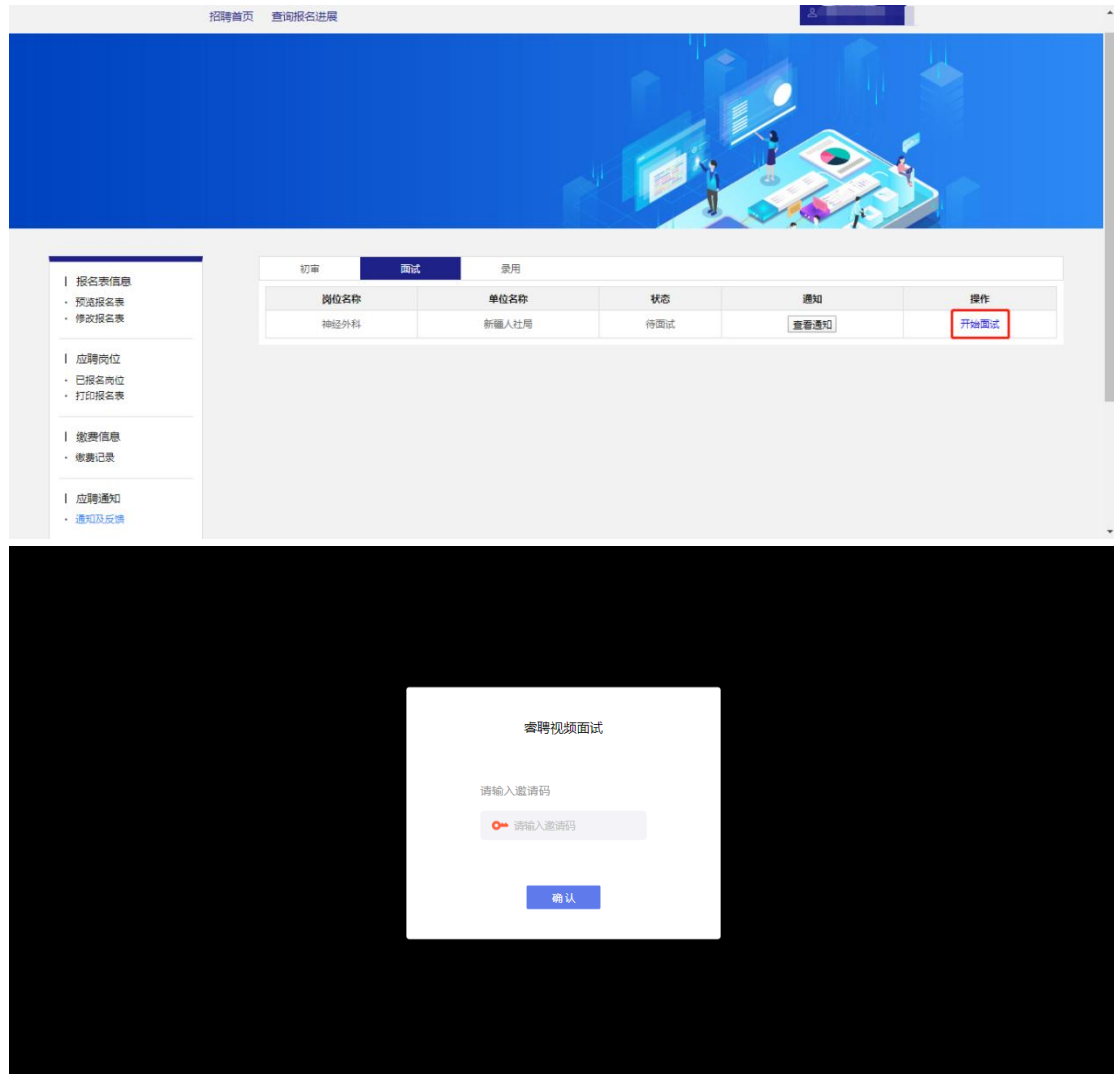 招聘首页 查询报名进展
报名表信息
· 预览报名表
· 修改报名表
应聘岗位
· 已报名岗位
· 打印报名表
缴费信息
· 缴费记录
应聘通知
· 通知及反馈
初审 面试 录用
岗位名称 单位名称 状态 通知 操作
神经外科 新疆人社局 待面试 查看通知 开始面试
睿聘视频面试
请输入邀请码
请输入邀请码
确认